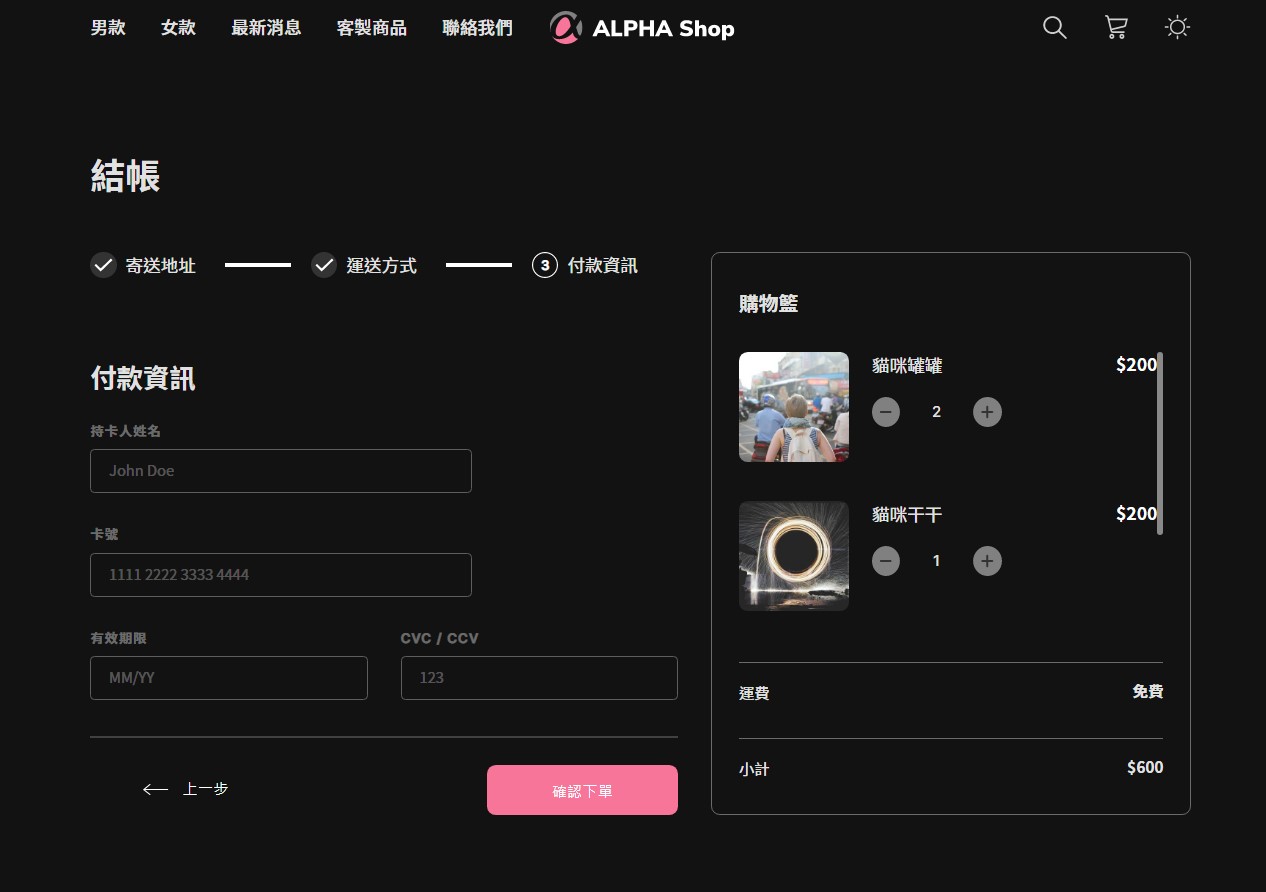 男款 女款 最新消息 客製商品 聯絡我們 ALPHA Shop
結帳
寄送地址 運送方式 3 付款資訊
付款資訊
持卡人姓名
John Doe
卡號
1111 2222 3333 4444
有效期限 CVC / CCV
MM/YY 123
上一步 確認下單
購物籃
貓咪罐罐 $200
2
貓咪干干 $200
1
運費 免費
小計 $600